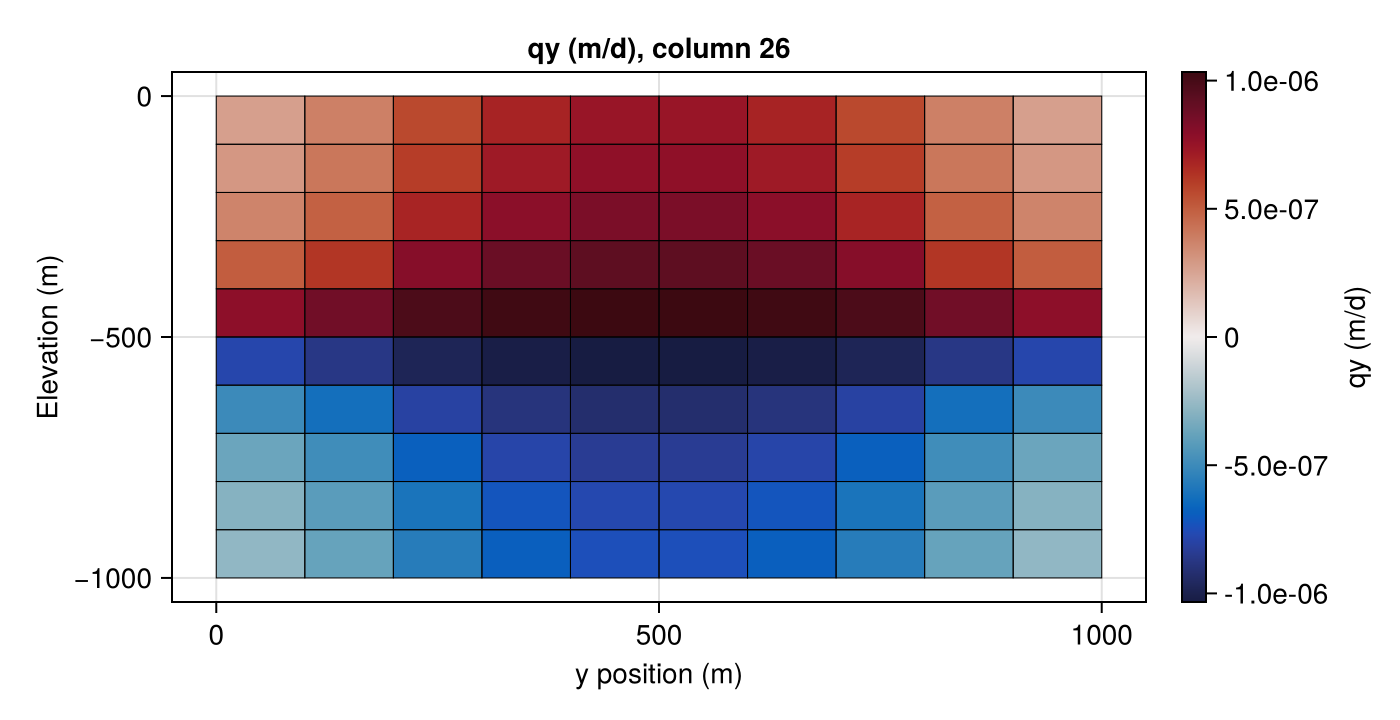 qy (m/d), column 26
0
−500
−1000
Elevation (m)
0
500
1000
y position (m)
1.0e-06
5.0e-07
0
-5.0e-07
-1.0e-06
qy (m/d)